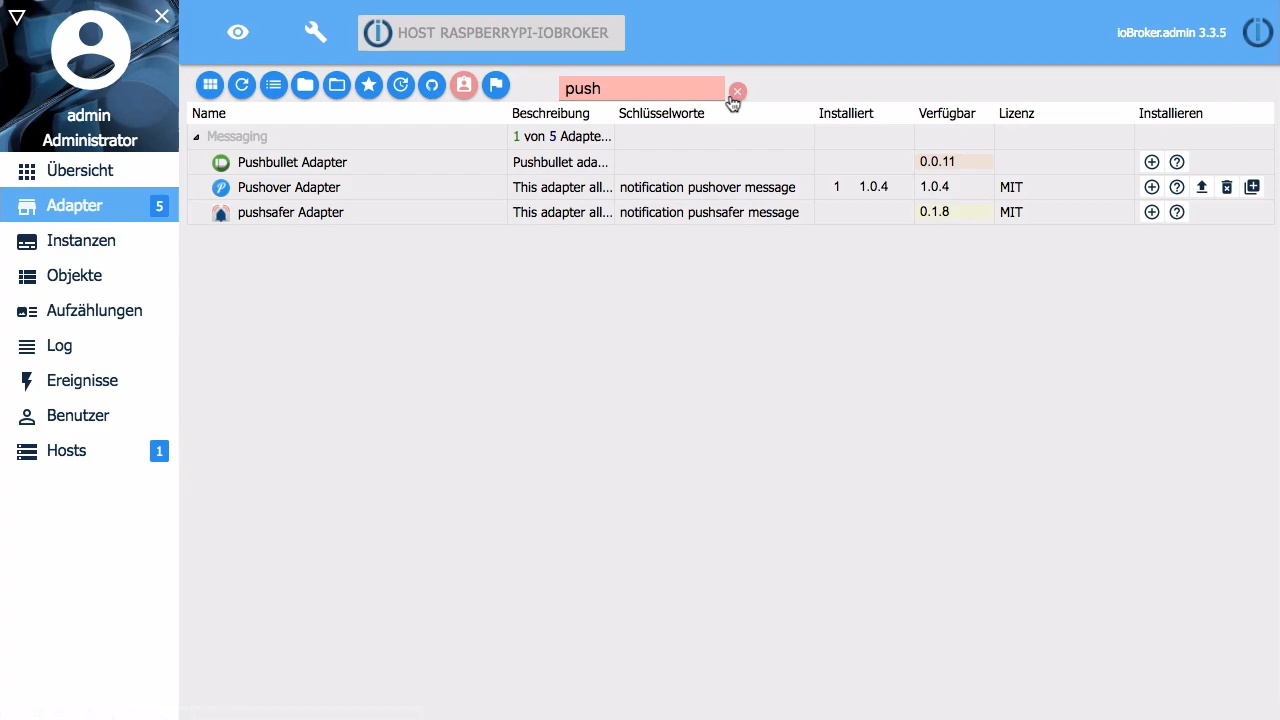 HOST RASPBERRYPI-IOBROKER
ioBroker.admin 3.3.5
admin
Administrator
Übersicht
Adapter 5
Instanzen
Objekte
Aufzählungen
Log
Ereignisse
Benutzer
Hosts 1
push
Name Beschreibung Schlüsselworte Installiert Verfügbar Lizenz Installieren
Messaging 1 von 5 Adapte...
Pushbullet Adapter Pushbullet ada... 0.0.11
Pushover Adapter This adapter all... notification pushover message 1 1.0.4 1.0.4 MIT
pushsafer Adapter This adapter all... notification pushsafer message 0.1.8 MIT